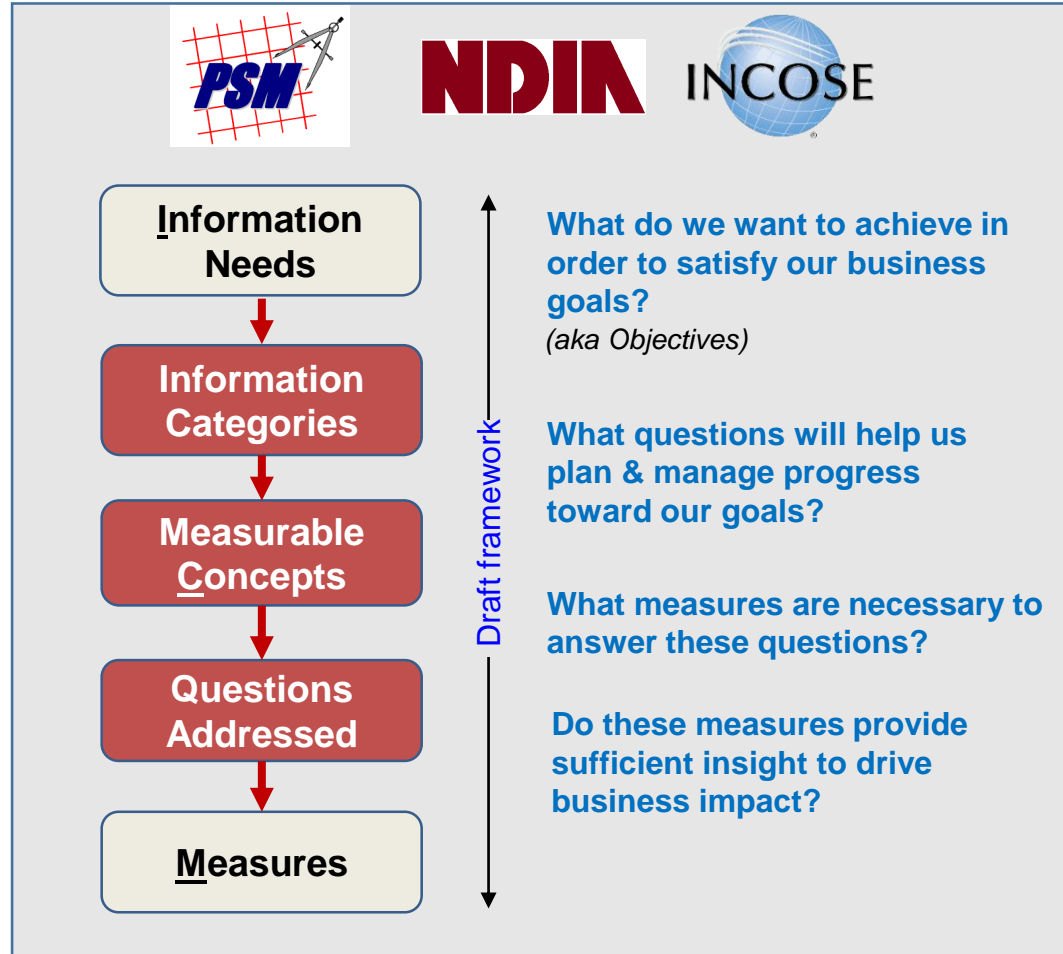 PSM
NDIA
INCOSE
®
Information
Needs
Information
Categories
Measurable
Concepts
Questions
Addressed
Measures
Draft framework
What do we want to achieve in
order to satisfy our business
goals?
(aka Objectives)
What questions will help us
plan & manage progress
toward our goals?
What measures are necessary to
answer these questions?
Do these measures provide
sufficient insight to drive
business impact?